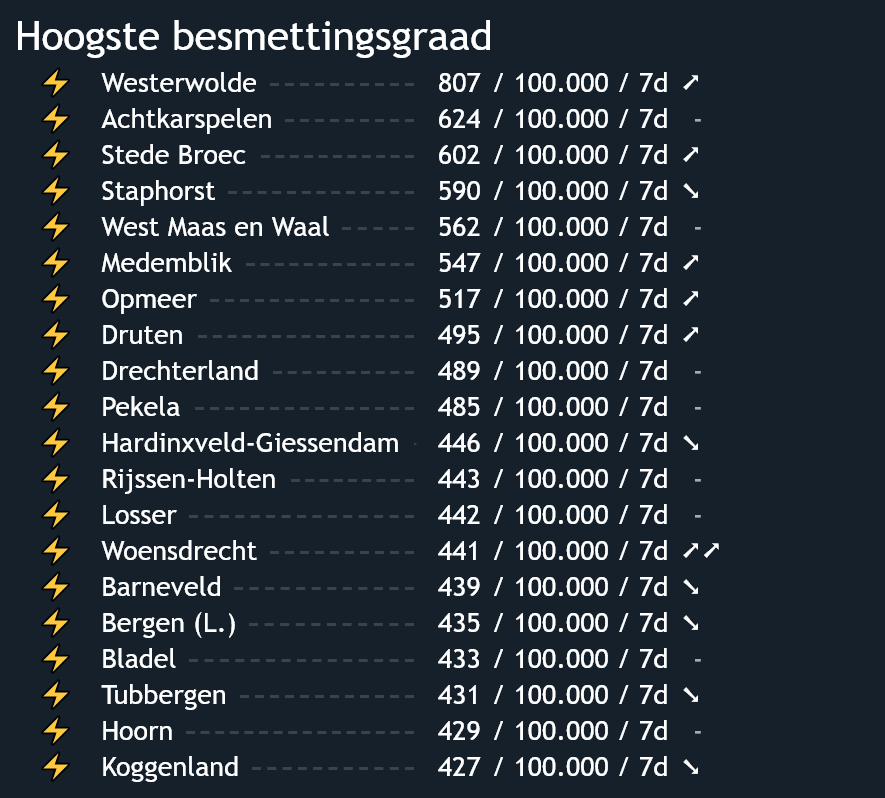 Hoogste besmettingsgraad
⚡ Westerwolde ---------- 807 / 100.000 / 7d ➚
⚡ Achtkarspelen --------- 624 / 100.000 / 7d -
⚡ Stede Broec ----------- 602 / 100.000 / 7d ➚
⚡ Staphorst ------------- 590 / 100.000 / 7d ➘
⚡ West Maas en Waal ----- 562 / 100.000 / 7d -
⚡ Medemblik ------------ 547 / 100.000 / 7d ➚
⚡ Opmeer -------------- 517 / 100.000 / 7d ➚
⚡ Druten --------------- 495 / 100.000 / 7d ➚
⚡ Drechterland ---------- 489 / 100.000 / 7d -
⚡ Pekela --------------- 485 / 100.000 / 7d -
⚡ Hardinxveld-Giessendam - 446 / 100.000 / 7d ➘
⚡ Rijssen-Holten --------- 443 / 100.000 / 7d -
⚡ Losser --------------- 442 / 100.000 / 7d -
⚡ Woensdrecht ----------- 441 / 100.000 / 7d ➚➚
⚡ Barneveld ------------- 439 / 100.000 / 7d ➘
⚡ Bergen (L.) ------------ 435 / 100.000 / 7d ➘
⚡ Bladel --------------- 433 / 100.000 / 7d -
⚡ Tubbergen ------------ 431 / 100.000 / 7d ➘
⚡ Hoorn --------------- 429 / 100.000 / 7d -
⚡ Koggenland ----------- 427 / 100.000 / 7d ➘